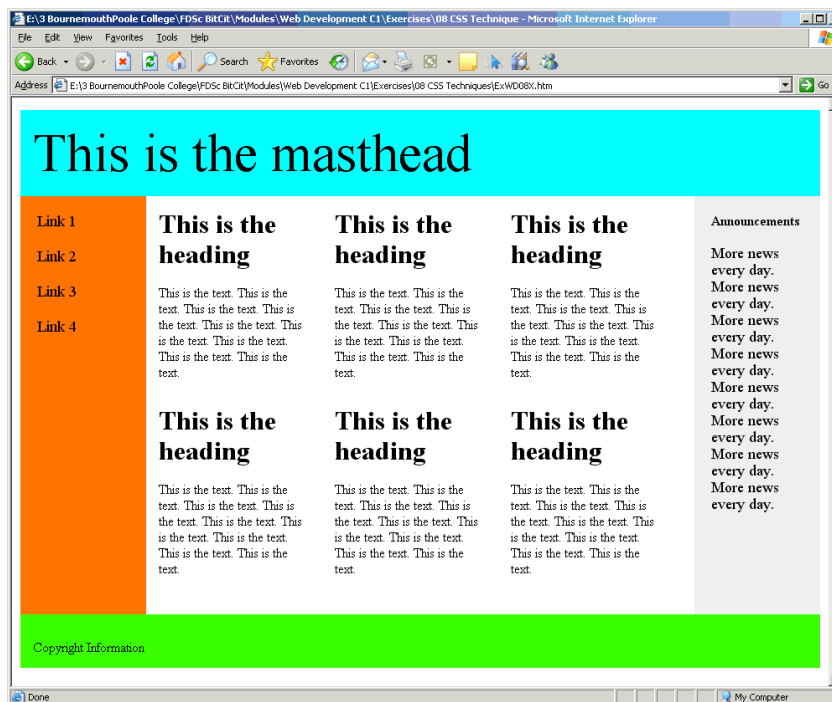 E:\3 BournemouthPoole College\FDSc BitCit\Modules\Web Development C1\Exercises\08 CSS Technique - Microsoft Internet Explorer
File Edit View Favorites Tools Help
Back Search Favorites
Address E:\3 BournemouthPoole College\FDSc BitCit\Modules\Web Development C1\Exercises\08 CSS Techniques\ExWD08X.htm Go
This is the masthead
Link 1
Link 2
Link 3
Link 4
This is the
heading
This is the text. This is the
text. This is the text. This is
the text. This is the text. This
is the text. This is the text.
This is the text. This is the
text.
This is the
heading
This is the text. This is the
text. This is the text. This is
the text. This is the text. This
is the text. This is the text.
This is the text. This is the
text.
This is the
heading
This is the text. This is the
text. This is the text. This is
the text. This is the text. This
is the text. This is the text.
This is the text. This is the
text.
This is the
heading
This is the text. This is the
text. This is the text. This is
the text. This is the text. This
is the text. This is the text.
This is the text. This is the
text.
This is the
heading
This is the text. This is the
text. This is the text. This is
the text. This is the text. This
is the text. This is the text.
This is the text. This is the
text.
This is the
heading
This is the text. This is the
text. This is the text. This is
the text. This is the text. This
is the text. This is the text.
This is the text. This is the
text.
Announcements
More news
every day.
More news
every day.
More news
every day.
More news
every day.
More news
every day.
More news
every day.
More news
every day.
More news
every day.
Copyright Information
Done My Computer